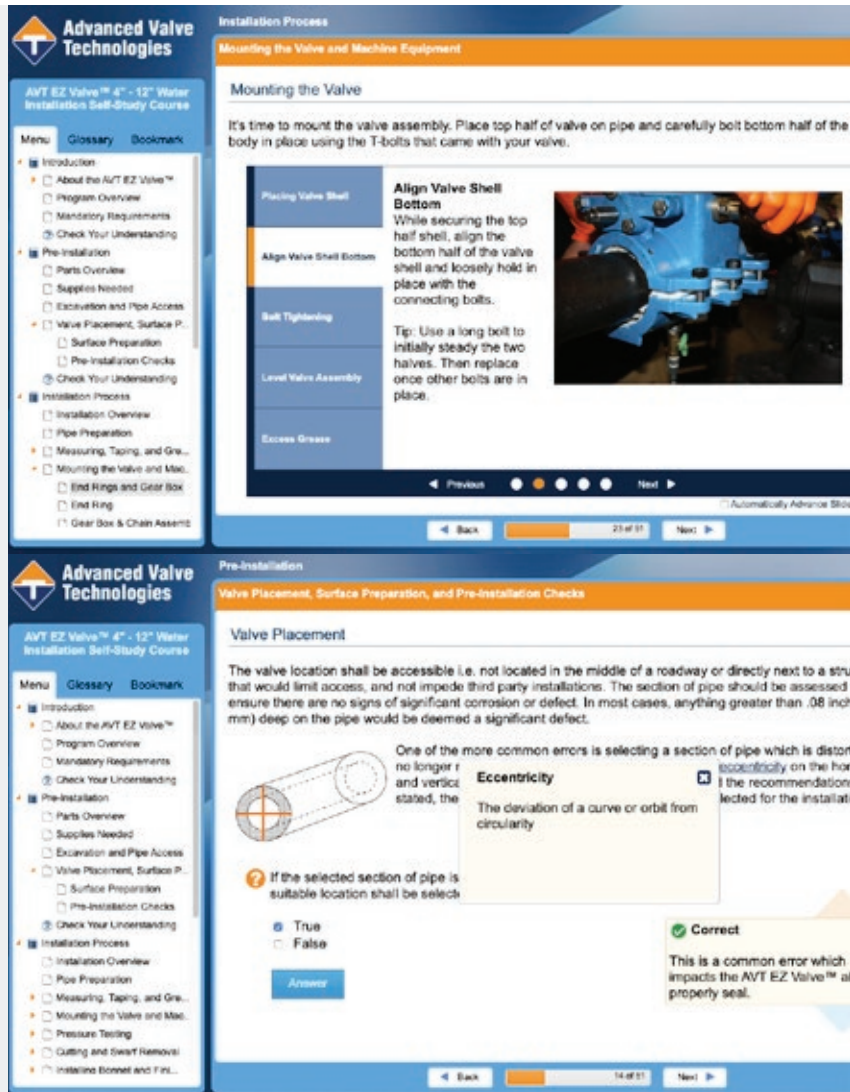 Advanced Valve
Technologies
Installation Process
Mounting the Valve and Machine Equipment
AVT EZ Valve™ 4" - 12" Water
Installation Self-Study Course
Menu Glossary Bookmark
Introduction
About the AVT EZ Valve™
Program Overview
Mandatory Requirements
Check Your Understanding
Pre-Installation
Parts Overview
Supplies Needed
Excavation and Pipe Access
Valve Placement, Surface P...
Surface Preparation
Pre-Installation Checks
Check Your Understanding
Installation Process
Installation Overview
Pipe Preparation
Measuring, Taping, and Gre...
Mounting the Valve and Mac...
End Rings and Gear Box
End Ring
Gear Box & Chain Assemb
Mounting the Valve
It's time to mount the valve assembly. Place top half of valve on pipe and carefully bolt bottom half of the
body in place using the T-bolts that came with your valve.
Placing Valve Shell
Align Valve Shell Bottom
Bolt Tightening
Level Valve Assembly
Excess Grease
Align Valve Shell
Bottom
While securing the top
half shell, align the
bottom half of the valve
shell and loosely hold in
place with the
connecting bolts.
Tip: Use a long bolt to
initially steady the two
halves. Then replace
once other bolts are in
place.
Previous Next
Automatically Advance Slide
Back 23 of 51 Next
Advanced Valve
Technologies
Pre-Installation
Valve Placement, Surface Preparation, and Pre-Installation Checks
AVT EZ Valve™ 4" - 12" Water
Installation Self-Study Course
Menu Glossary Bookmark
Introduction
About the AVT EZ Valve™
Program Overview
Mandatory Requirements
Check Your Understanding
Pre-Installation
Parts Overview
Supplies Needed
Excavation and Pipe Access
Valve Placement, Surface P...
Surface Preparation
Pre-Installation Checks
Check Your Understanding
Installation Process
Installation Overview
Pipe Preparation
Measuring, Taping, and Gre...
Mounting the Valve and Mac...
Pressure Testing
Cutting and Swarf Removal
Installing Bonnet and Fini...
Valve Placement
The valve location shall be accessible i.e. not located in the middle of a roadway or directly next to a stru
that would limit access, and not impede third party installations. The section of pipe should be assessed
ensure there are no signs of significant corrosion or defect. In most cases, anything greater than .08 inch
mm) deep on the pipe would be deemed a significant defect.
One of the more common errors is selecting a section of pipe which is distort
no longer eccentricity on the hor
and vertica the recommendations
stated, the lected for the installati
Eccentricity
The deviation of a curve or orbit from
circularity
If the selected section of pipe is
suitable location shall be selecte
True
False
Answer
Correct
This is a common error which
impacts the AVT EZ Valve™ a
properly seal.
Back 14 of 51 Next